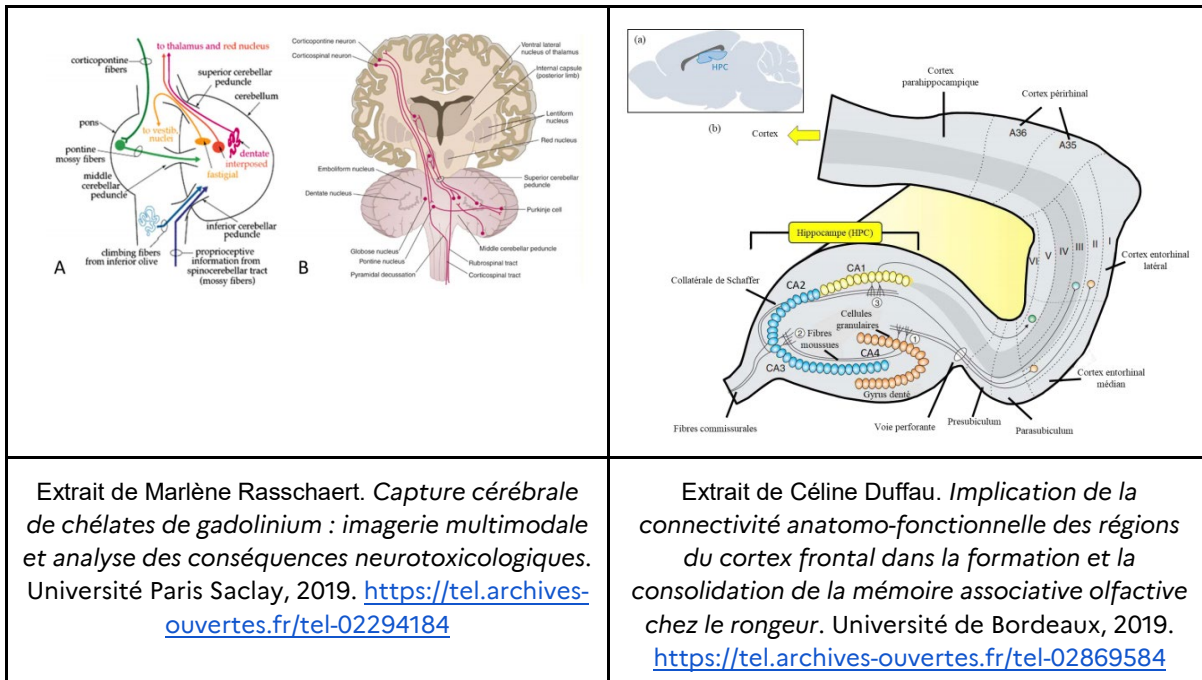 to thalamus and red nucleus
corticopontine
fibers
superior cerebellar
peduncle
cerebellum
pons
to vestib.
nuclei
pontine
mossy fibers
dentate
interposed
fastigial
middle
cerebellar
peduncle
inferior cerebellar
peduncle
climbing fibers
from inferior olive
proprioceptive
information from
spinocerebellar tract
(mossy fibers)
A
B
Corticopontine neuron
Corticospinal neuron
Ventral lateral
nucleus of thalamus
Internal capsule
(posterior limb)
Lentiform
nucleus
Red nucleus
Emboliform nucleus
Dentate nucleus
Superior cerebellar
peduncle
Purkinje cell
Globose nucleus
Pontine nucleus
Pyramidal decussation
Middle cerebellar peduncle
Rubrospinal tract
Corticospinal tract
(a)
HPC
(b)
Cortex
Cortex
parahippocampique
Cortex périrhinal
A36
A35
Hippocampe (HPC)
VI
V
IV
III
II
I
Cortex entorhinal
latéral
Collatérale de Schaffer
CA2
CA1
③
Cellules
granulaires
②
Fibres
moussues
①
CA4
CA3
Gyrus denté
Cortex entorhinal
médian
Fibres commissurales
Voie perforante
Presubiculum
Parasubiculum
Extrait de Marlène Rasschaert. Capture cérébrale
de chélates de gadolinium : imagerie multimodale
et analyse des conséquences neurotoxicologiques.
Université Paris Saclay, 2019. https://tel.archives-
ouvertes.fr/tel-02294184
Extrait de Céline Duffau. Implication de la
connectivité anatomo-fonctionnelle des régions
du cortex frontal dans la formation et la
consolidation de la mémoire associative olfactive
chez le rongeur. Université de Bordeaux, 2019.
https://tel.archives-ouvertes.fr/tel-02869584